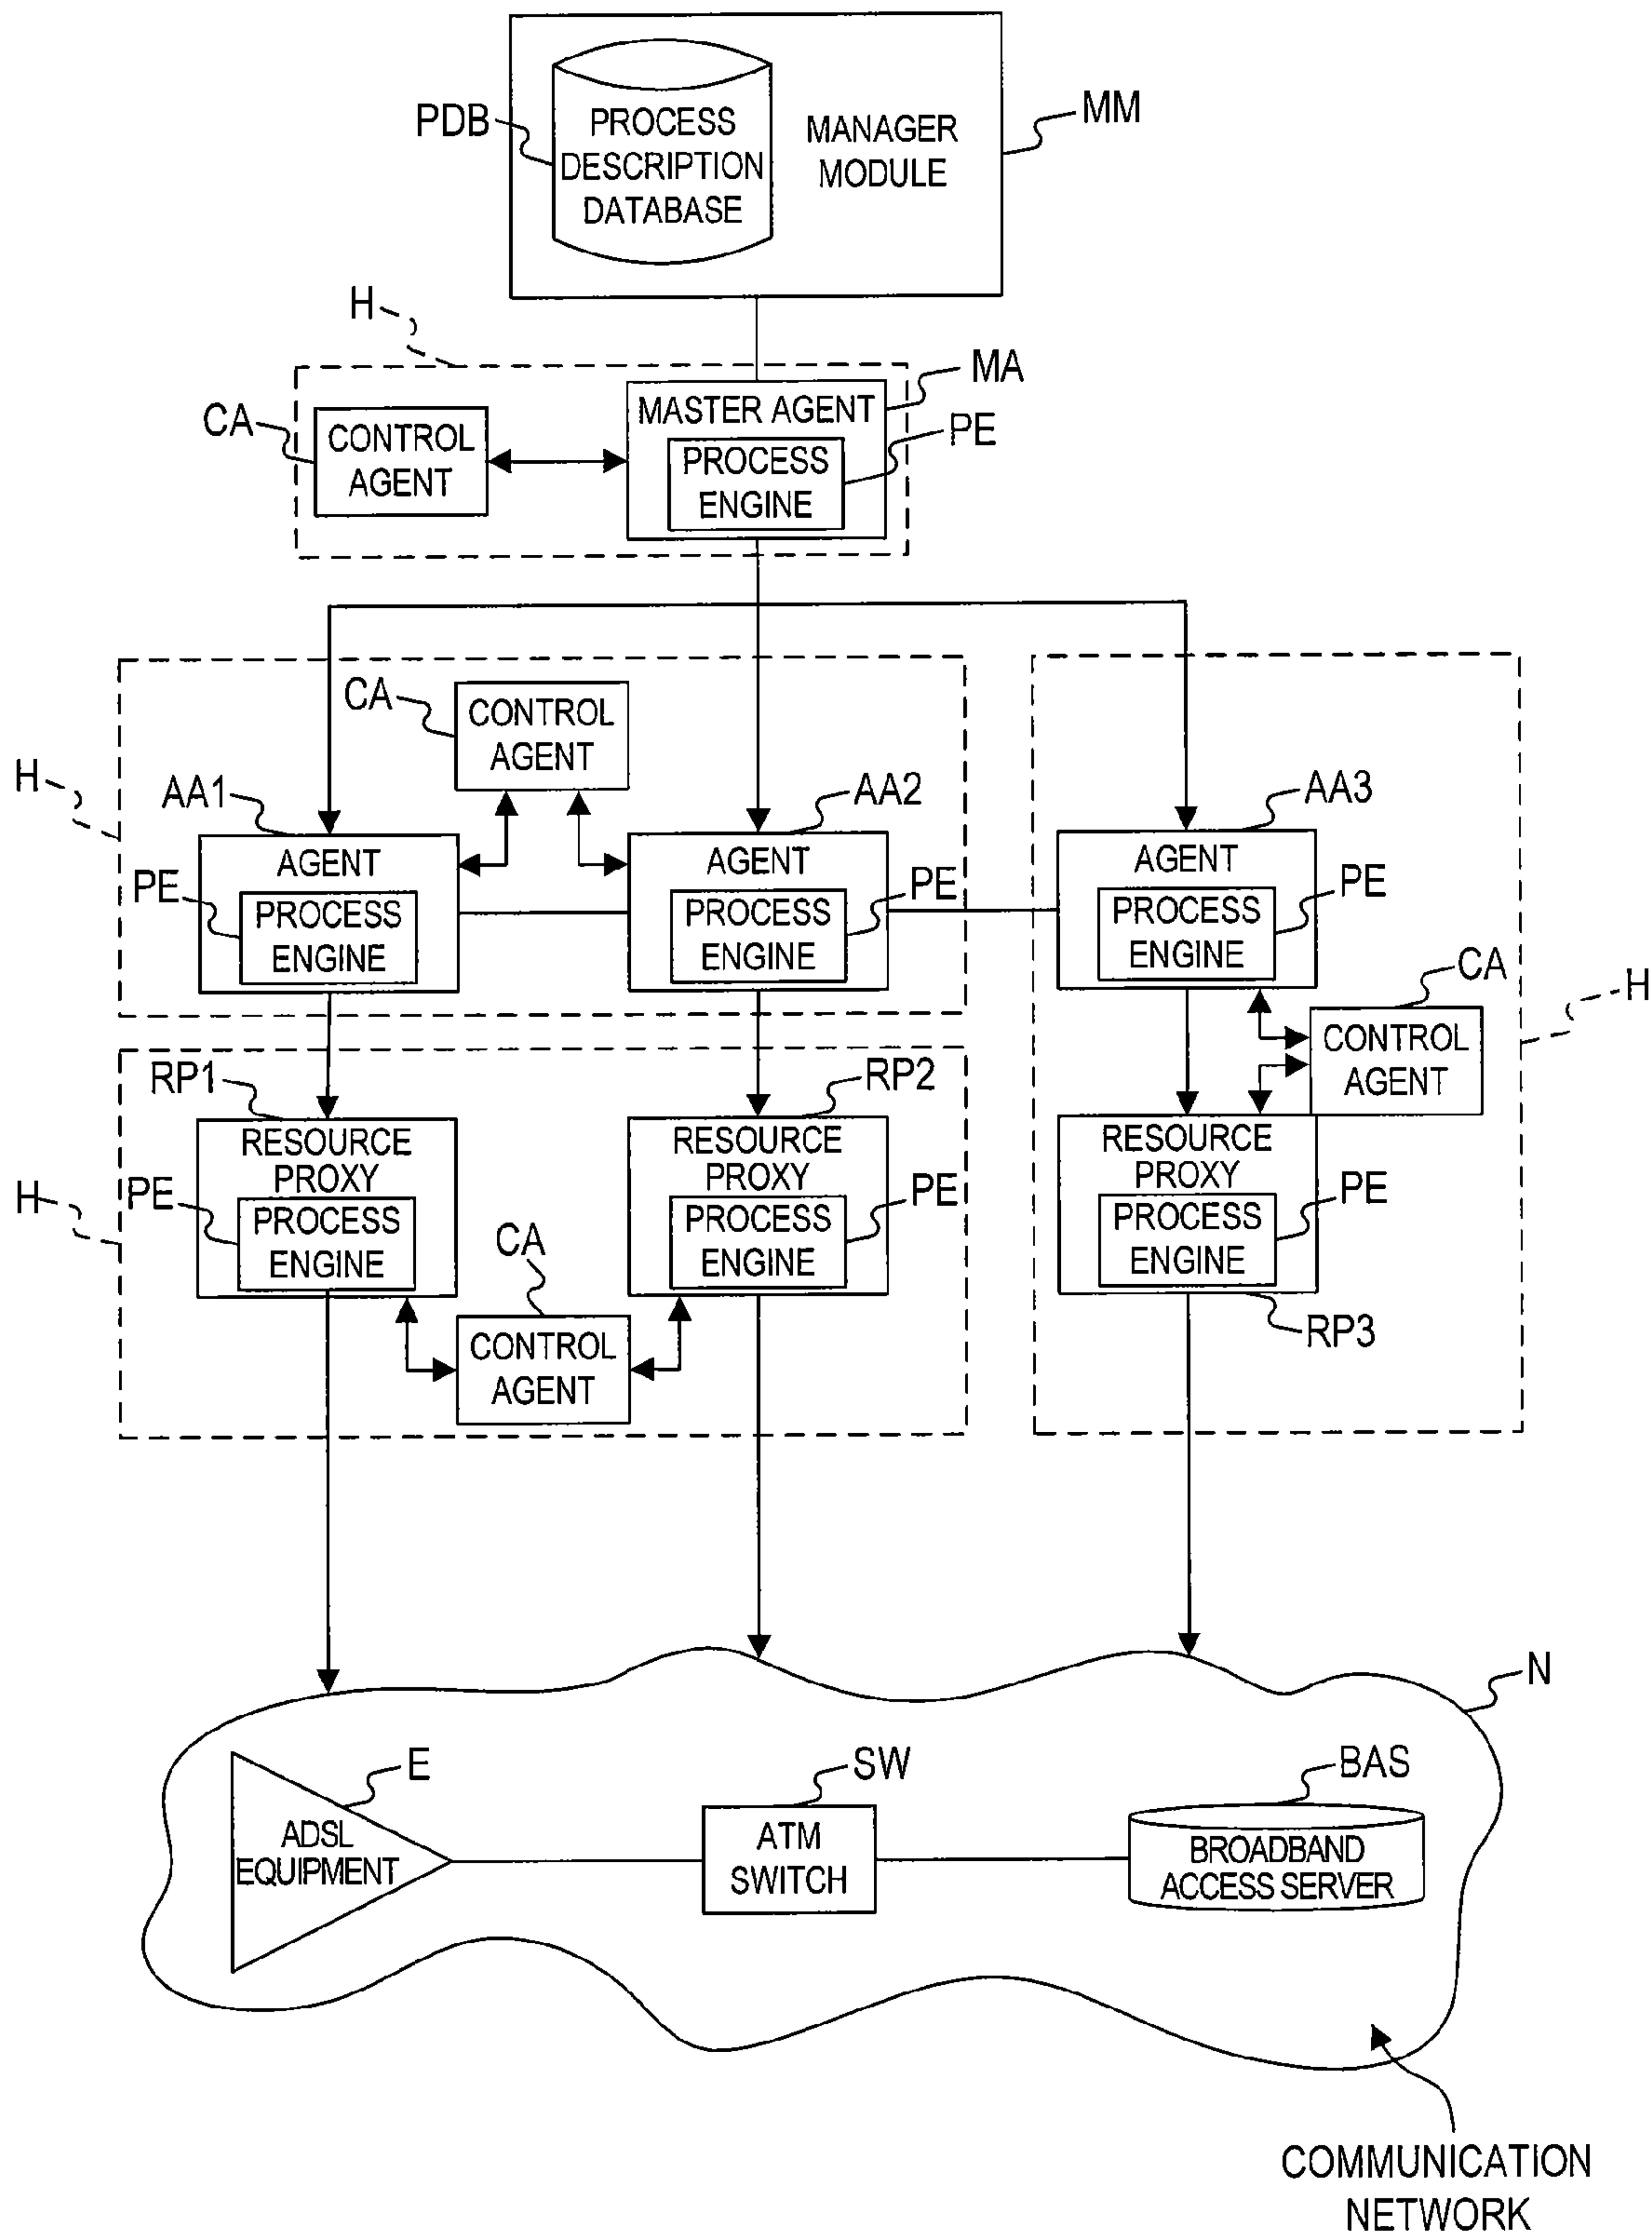 PDB
PROCESS
DESCRIPTION
DATABASE
MANAGER
MODULE
MM
H
CA
CONTROL
AGENT
MASTER AGENT
PROCESS
ENGINE
MA
PE
H
CA
CONTROL
AGENT
AA1
AGENT
PE
PROCESS
ENGINE
AA2
AGENT
PE
PROCESS
ENGINE
AA3
AGENT
PE
PROCESS
ENGINE
CA
CONTROL
AGENT
H
H
RP1
RESOURCE
PROXY
PE
PROCESS
ENGINE
CA
CONTROL
AGENT
RP2
RESOURCE
PROXY
PE
PROCESS
ENGINE
RESOURCE
PROXY
PE
PROCESS
ENGINE
RP3
N
E
ADSL
EQUIPMENT
SW
ATM
SWITCH
BAS
BROADBAND
ACCESS SERVER
COMMUNICATION
NETWORK